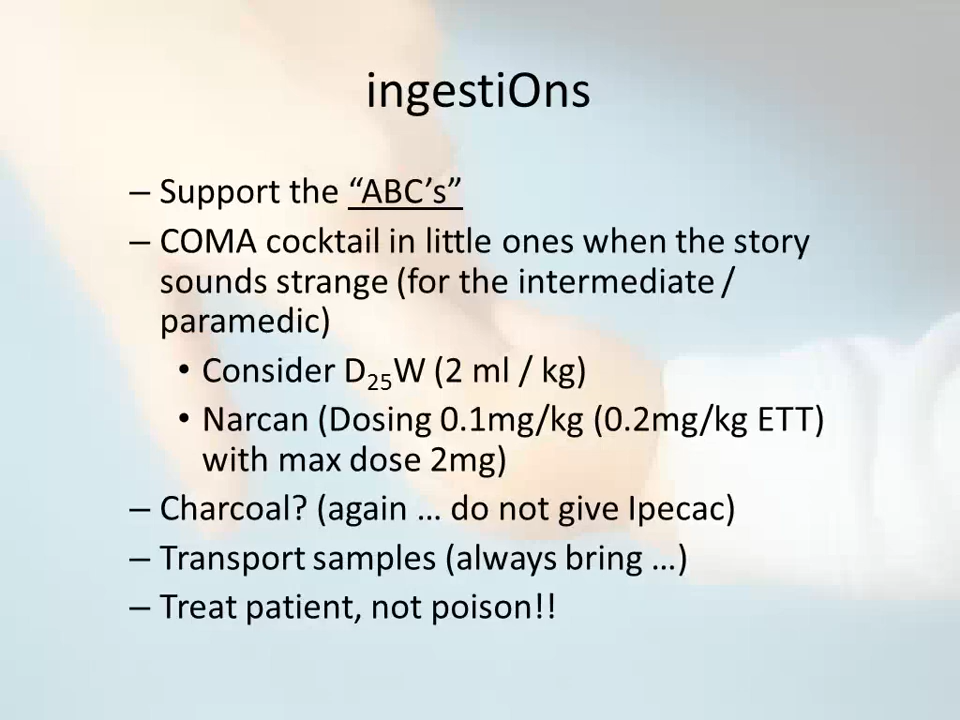 ingestiOns
– Support the “ABC’s”
– COMA cocktail in little ones when the story
sounds strange (for the intermediate /
paramedic)
• Consider D25W (2 ml / kg)
• Narcan (Dosing 0.1mg/kg (0.2mg/kg ETT)
with max dose 2mg)
– Charcoal? (again … do not give Ipecac)
– Transport samples (always bring …)
– Treat patient, not poison!!